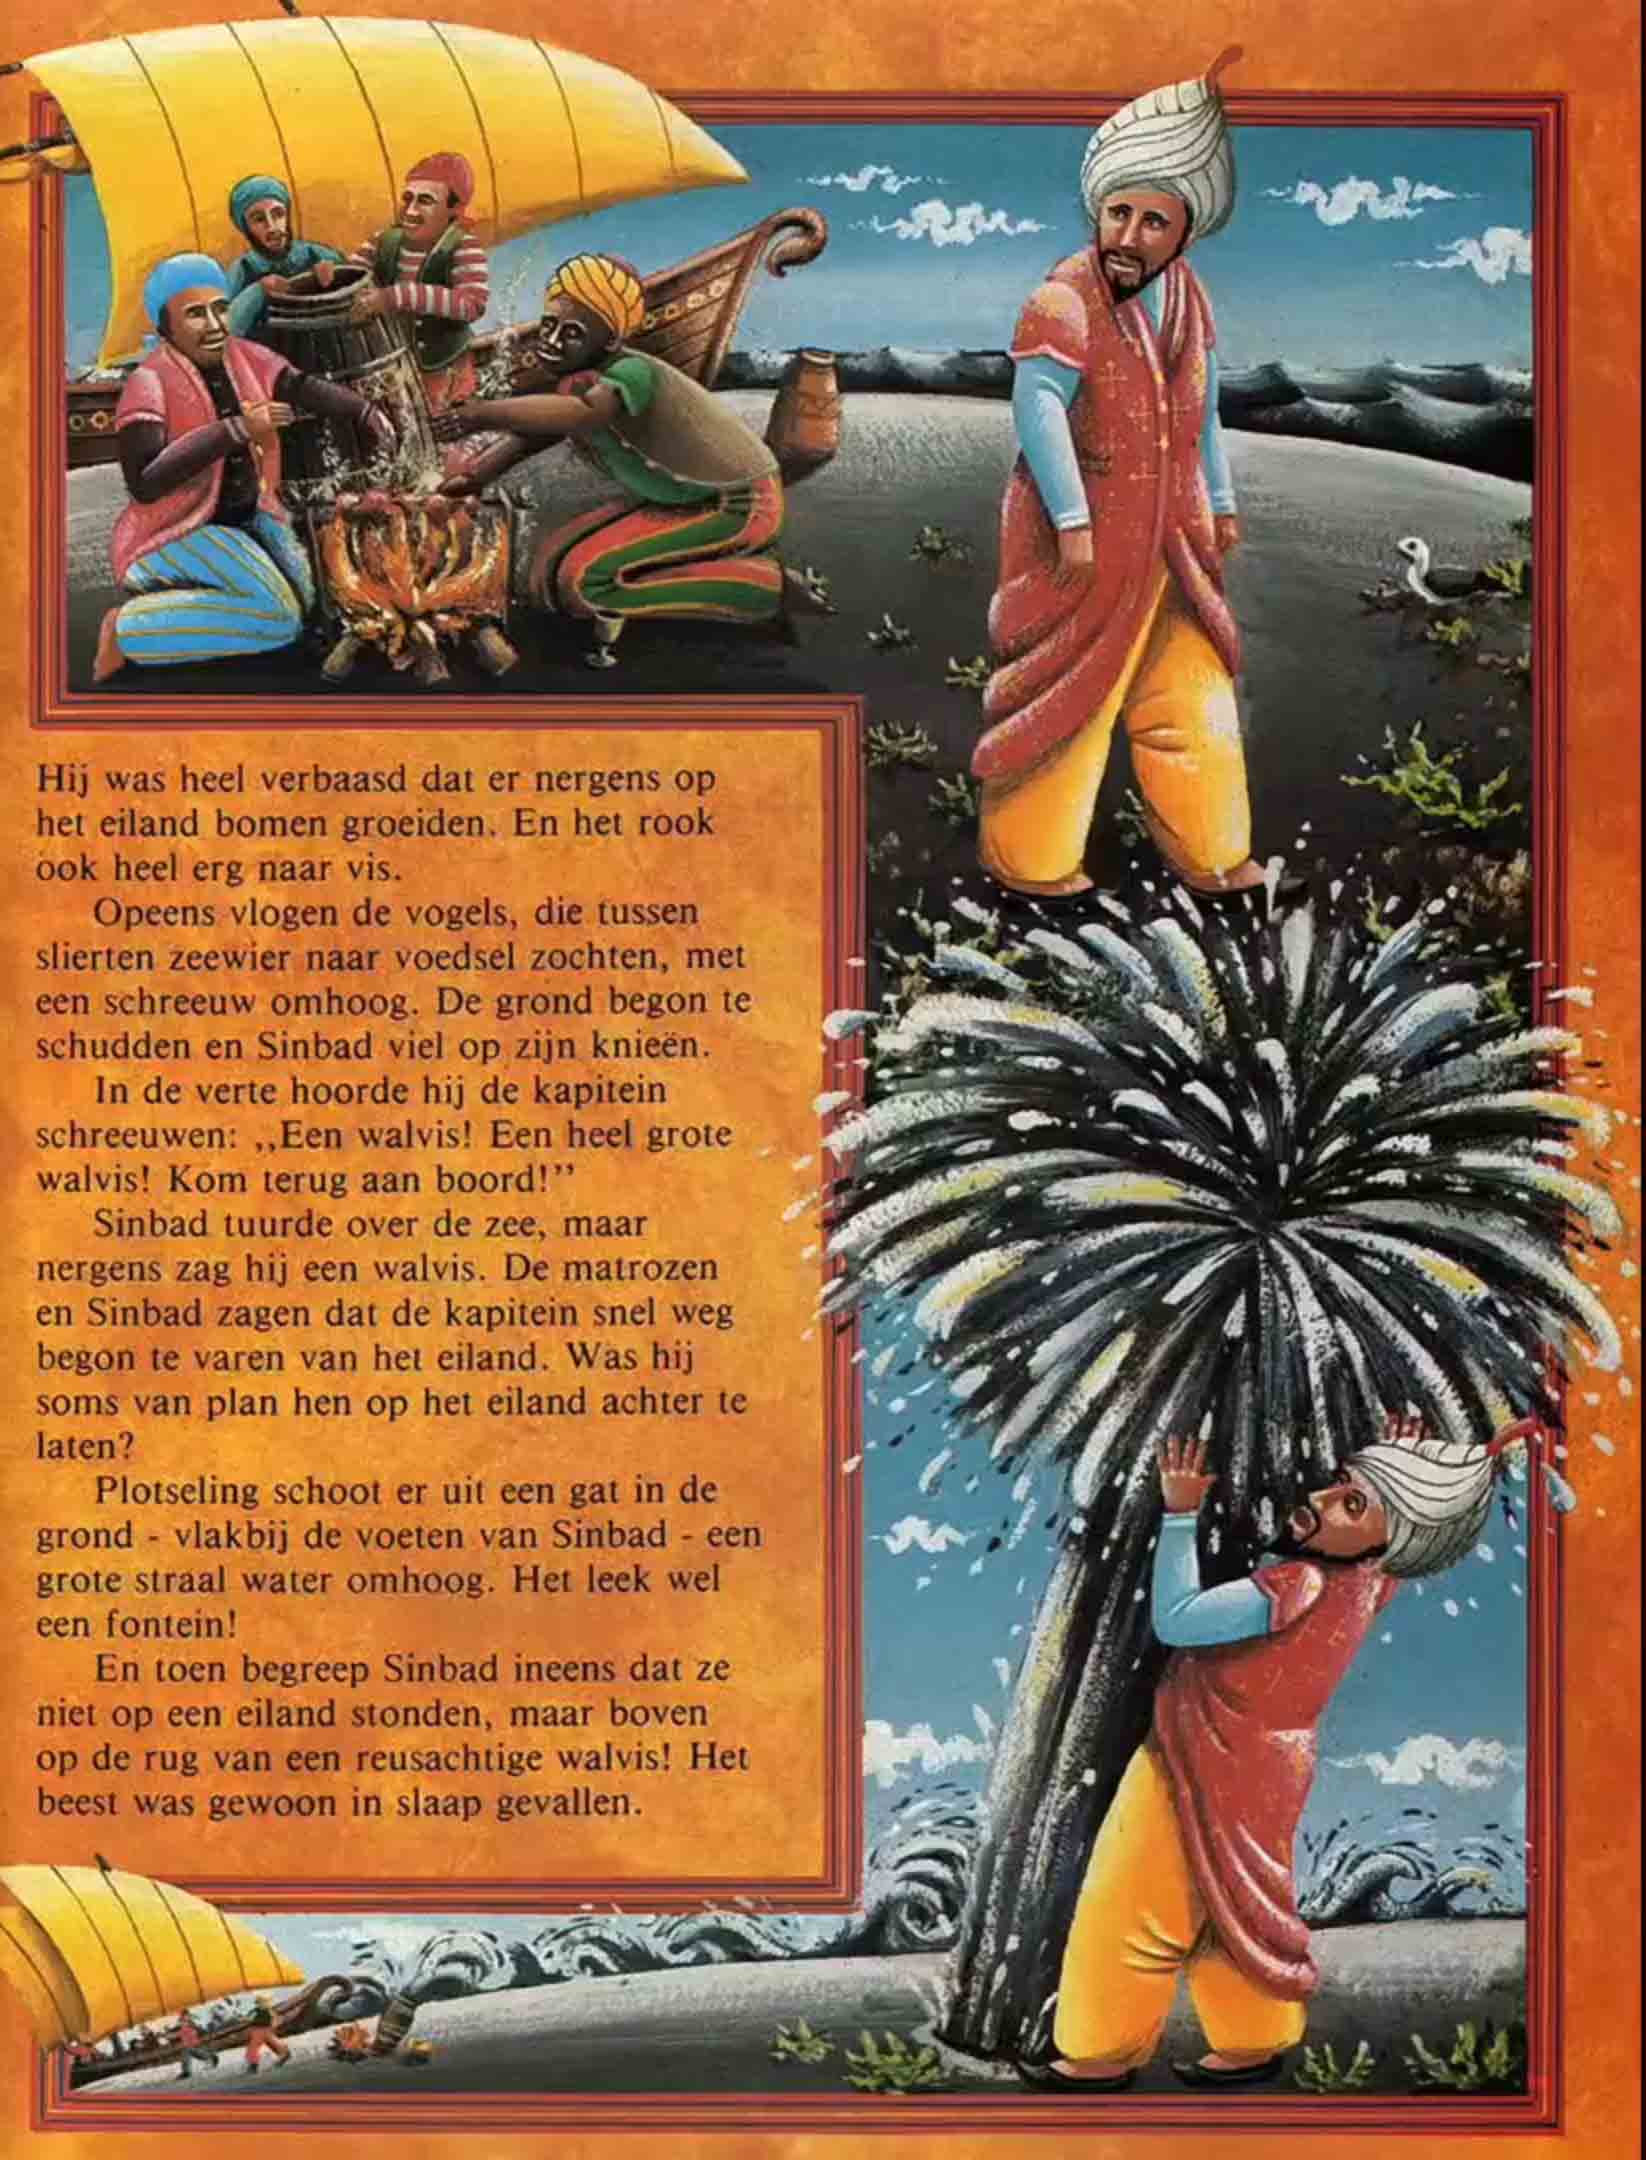 Hij was heel verbaasd dat er nergens op
het eiland bomen groeiden. En het rook
ook heel erg naar vis.
Opeens vlogen de vogels, die tussen
slierten zeewier naar voedsel zochten, met
een schreeuw omhoog. De grond begon te
schudden en Sinbad viel op zijn knieën.
In de verte hoorde hij de kapitein
schreeuwen: ,,Een walvis! Een heel grote
walvis! Kom terug aan boord!”
Sinbad tuurde over de zee, maar
nergens zag hij een walvis. De matrozen
en Sinbad zagen dat de kapitein snel weg
begon te varen van het eiland. Was hij
soms van plan hen op het eiland achter te
laten?
Plotseling schoot er uit een gat in de
grond - vlakbij de voeten van Sinbad - een
grote straal water omhoog. Het leek wel
een fontein!
En toen begreep Sinbad ineens dat ze
niet op een eiland stonden, maar boven
op de rug van een reusachtige walvis! Het
beest was gewoon in slaap gevallen.